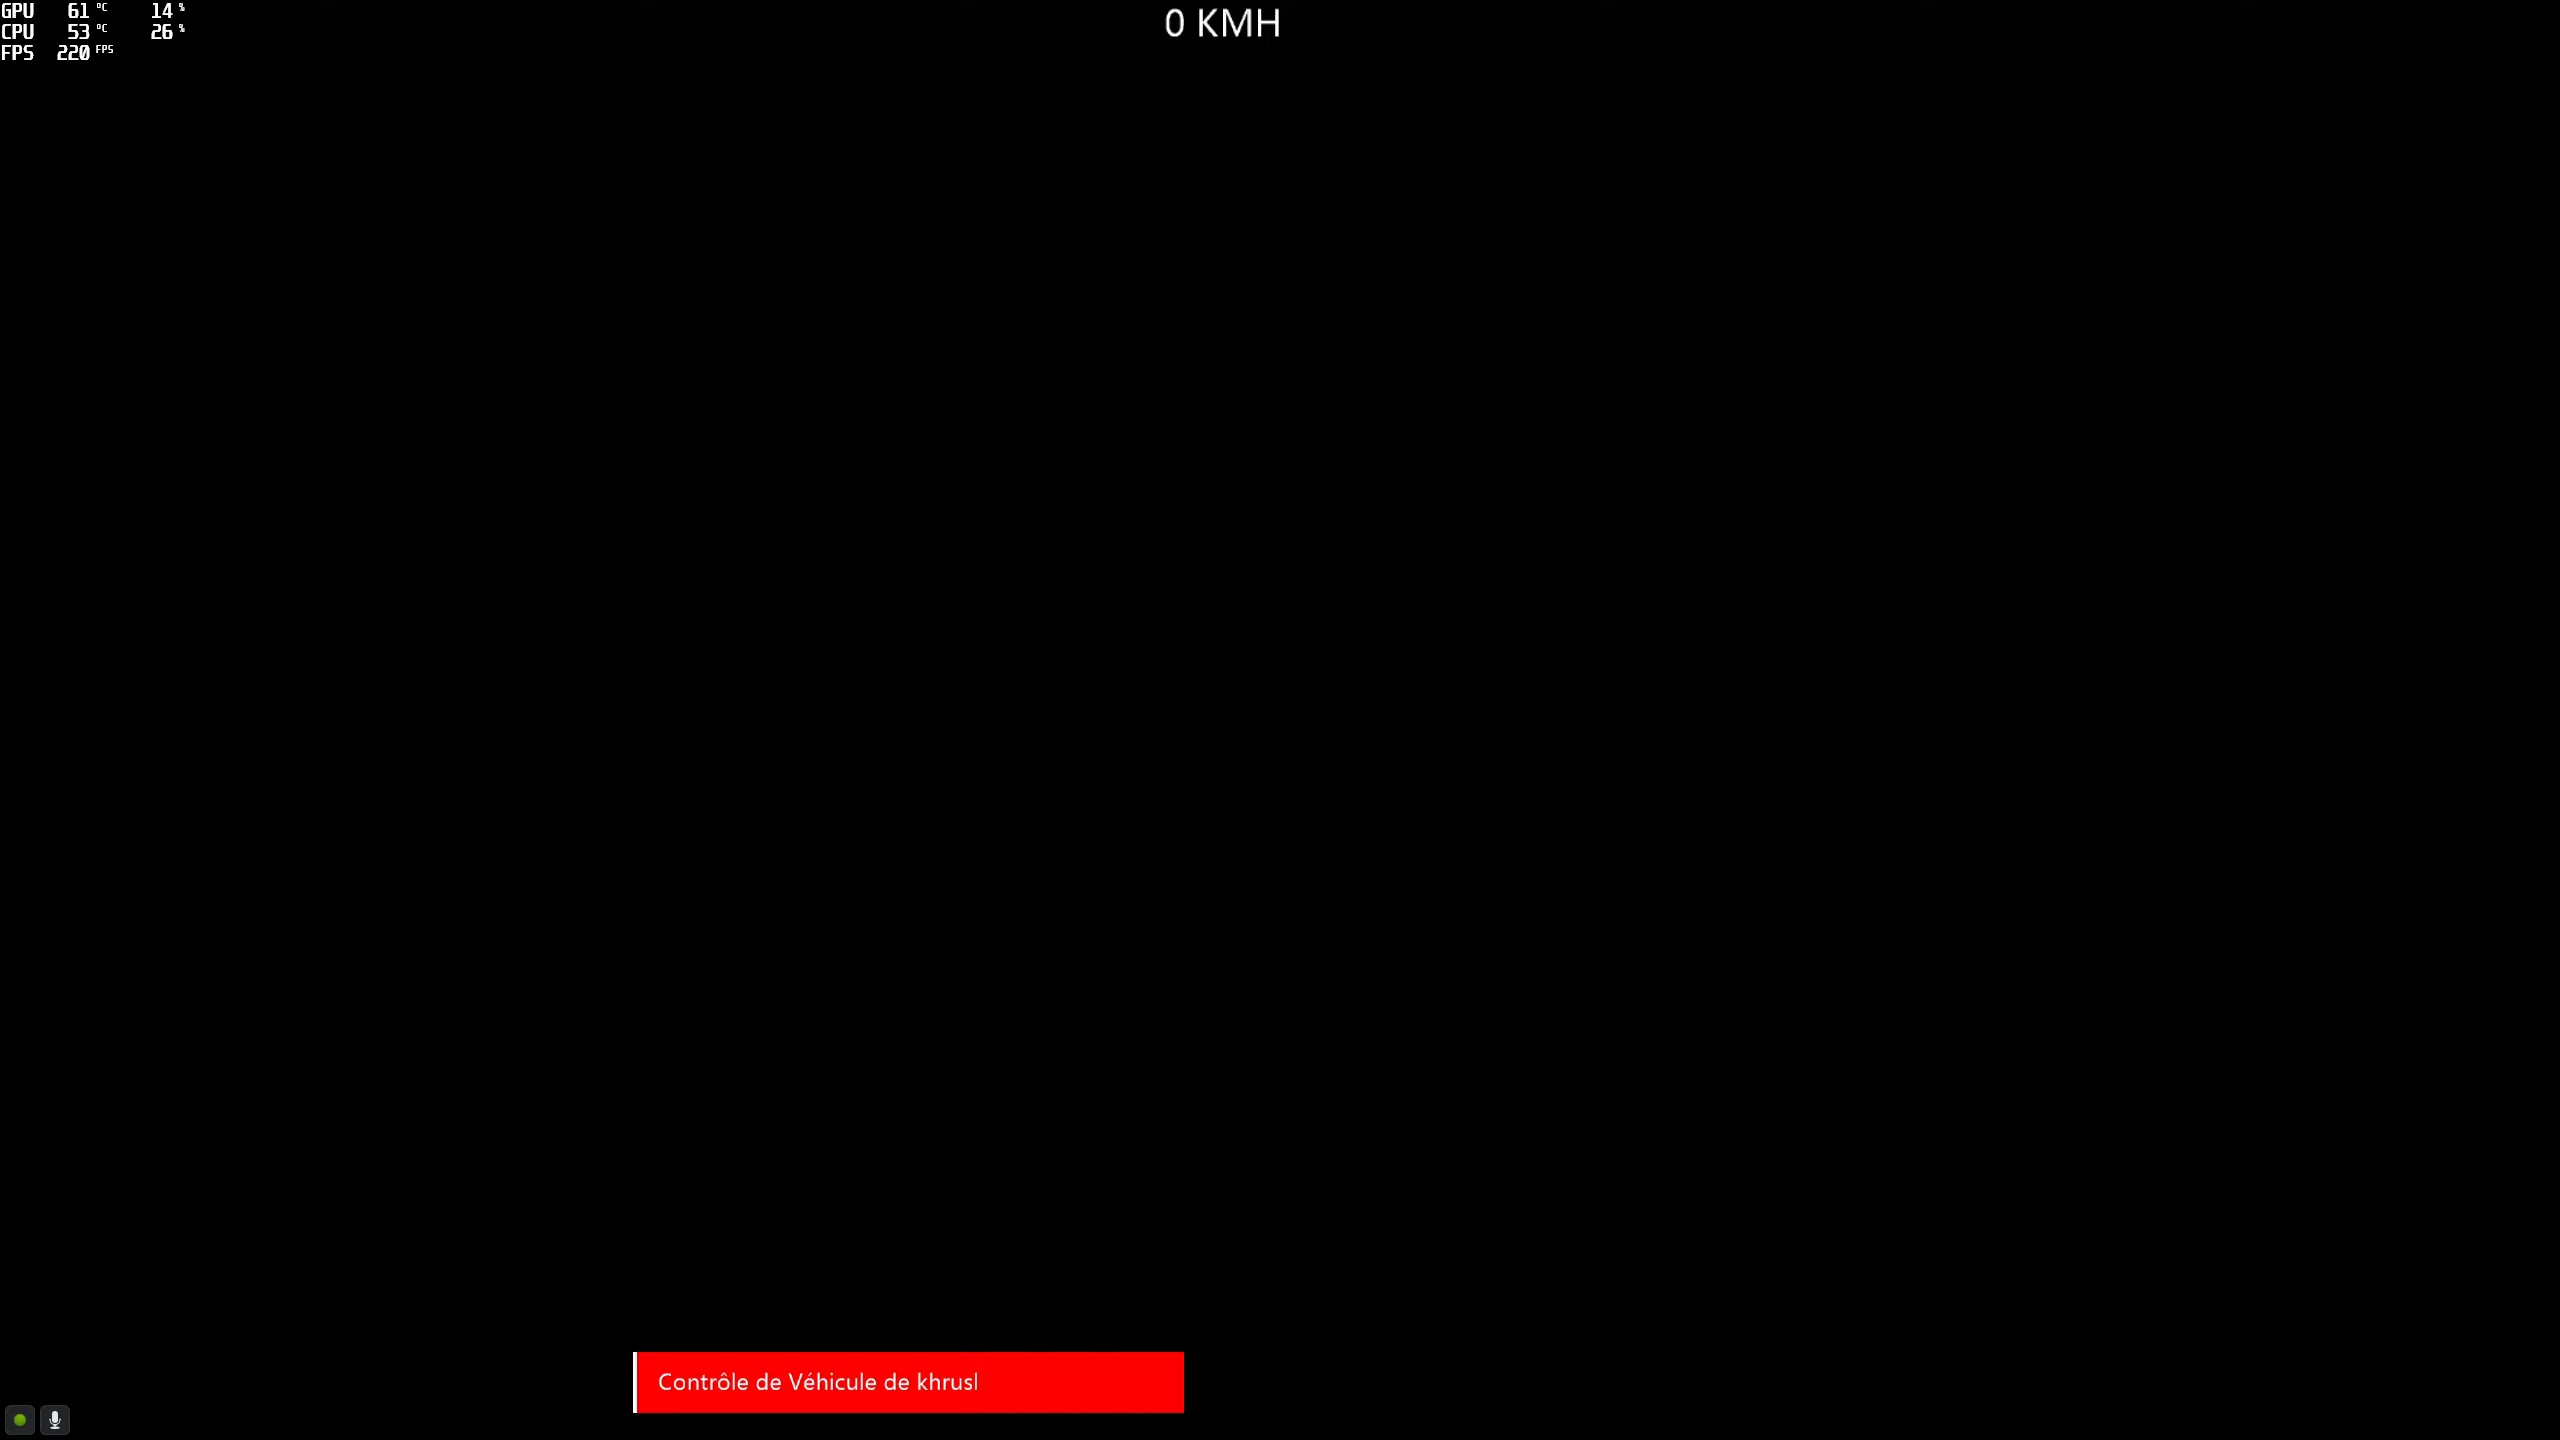 GPU 61 °C 14 %
CPU 53 °C 26 %
FPS 220 FPS
0 KMH
Contrôle de Véhicule de khrusl